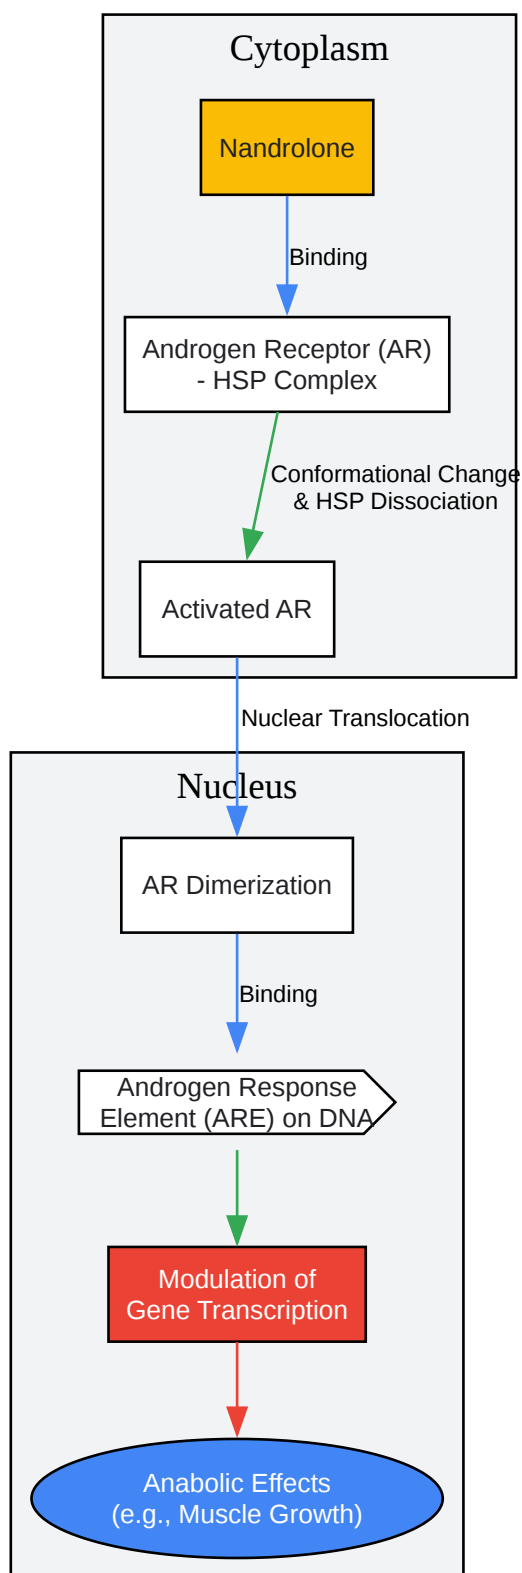 Cytoplasm
Nandrolone
Binding
Androgen Receptor (AR)
- HSP Complex
Conformational Change
& HSP Dissociation
Activated AR
Nuclear Translocation
Nucleus
AR Dimerization
Binding
Androgen Response
Element (ARE) on DNA
Modulation of
Gene Transcription
Anabolic Effects
(e.g., Muscle Growth)